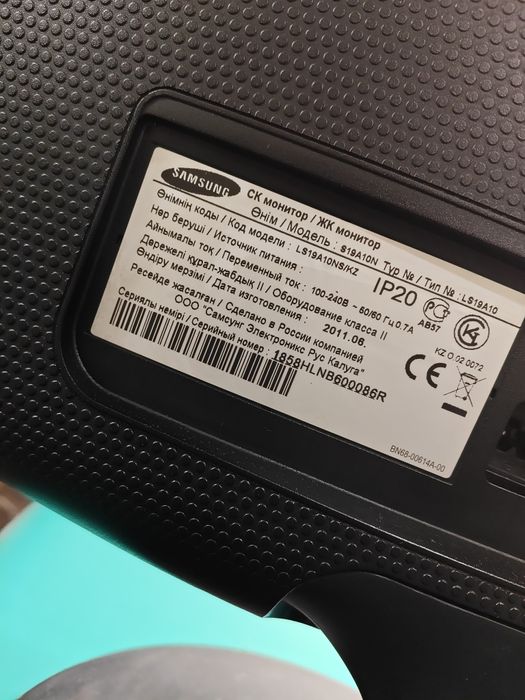 SAMSUNG
СК монитор / ЖК монитор
Өнім / Модель : S19A10N Typ № / Тип № : LS19A10
Өнімнің коды / Код модели : LS19A10NS/KZ
Нәр беруші / Источник питания :
Айнымалы ток / Переменный ток : 100-240В ~ 60/50 Гц 0.7А
Дәрежелі құрал-жабдық II / Оборудование класса II
Өндіру мерзімі / Дата изготовления : 2011.06.
Ресейде жасалған / Сделано в России компанией
ООО "Самсунг Электроникс Рус Калуга"
Сериялы немірі / Серийный номер : 1858HLNB600086R
IP20
АВ57
KZ O.02.0072
CE
BN68-00614A-00